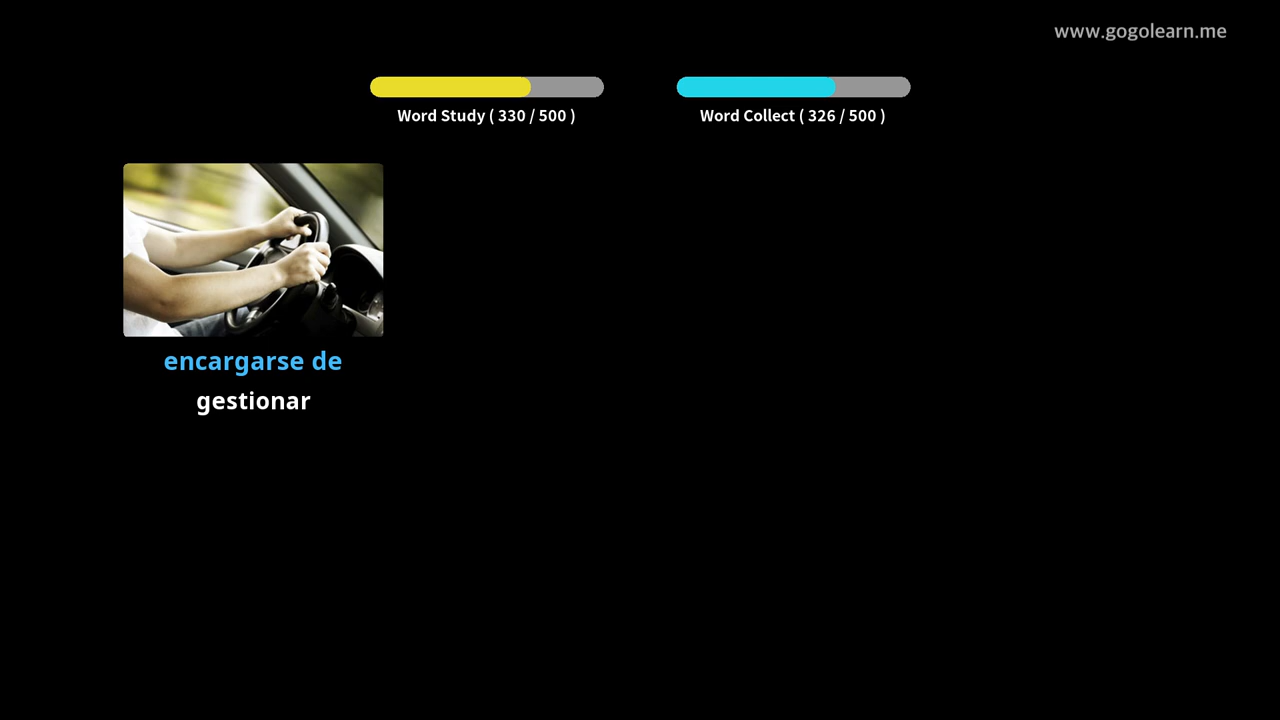 www.gogolearn.me
Word Study ( 330 / 500 )
Word Collect ( 326 / 500 )
encargarse de
gestionar